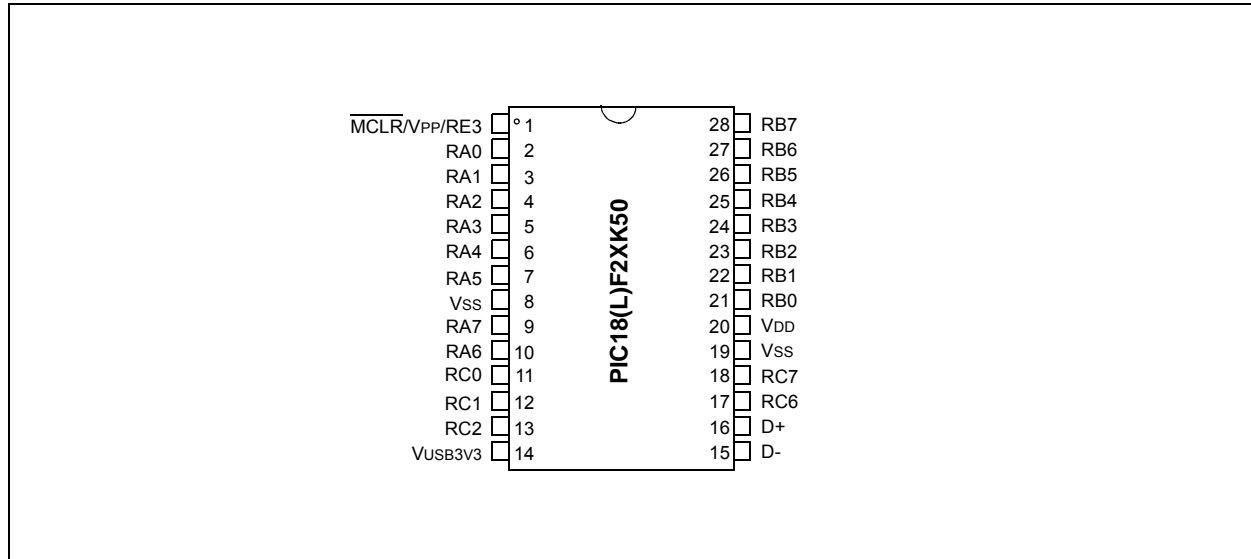 MCLR/VPP/RE3 °1 28 RB7
RA0 2 27 RB6
RA1 3 26 RB5
RA2 4 25 RB4
RA3 5 24 RB3
RA4 6 23 RB2
RA5 7 22 RB1
VSS 8 21 RB0
RA7 9 20 VDD
RA6 10 19 VSS
RC0 11 18 RC7
RC1 12 17 RC6
RC2 13 16 D+
VUSB3V3 14 15 D-
PIC18(L)F2XK50